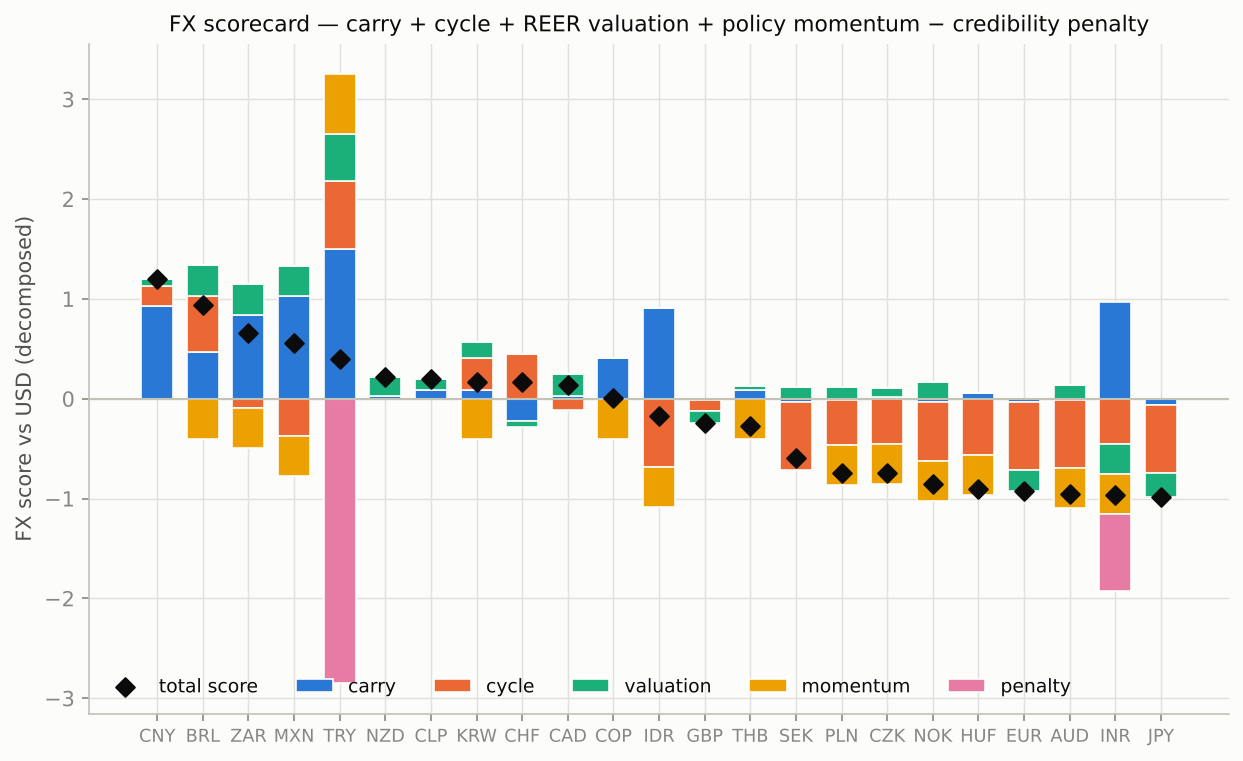 FX scorecard — carry + cycle + REER valuation + policy momentum − credibility penalty
FX score vs USD (decomposed)
3
2
1
0
−1
−2
−3
total score carry cycle valuation momentum penalty
CNY BRL ZAR MXN TRY NZD CLP KRW CHF CAD COP IDR GBP THB SEK PLN CZK NOK HUF EUR AUD INR JPY